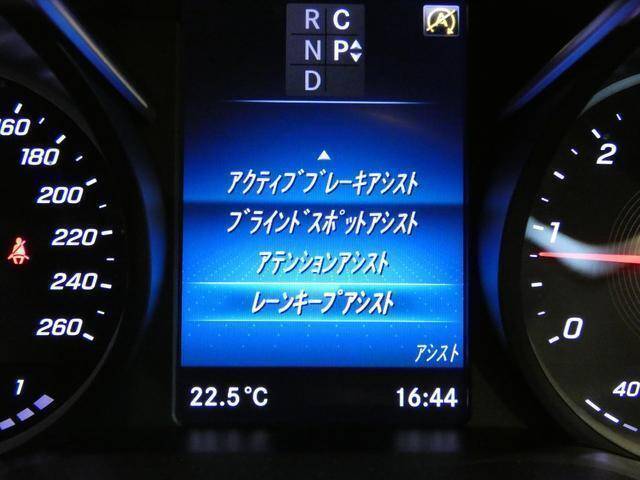 R C
N P
D
A
アクティブブレーキアシスト
ブラインドスポットアシスト
アテンションアシスト
レーンキープアシスト
アシスト
22.5°C
16:44
160
180
200
220
240
260
1
2
1
0
40